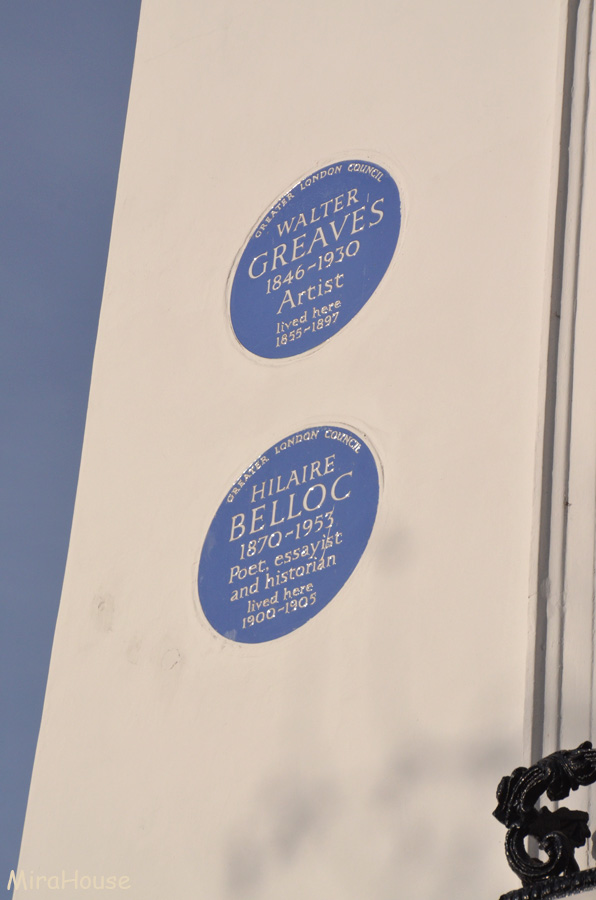 GREATER LONDON COUNCIL
WALTER
GREAVES
1846-1930
Artist
lived here
1855-1897
GREATER LONDON COUNCIL
HILAIRE
BELLOC
1870-1953
Poet, essayist
and historian
lived here
1900-1905
MiraHouse